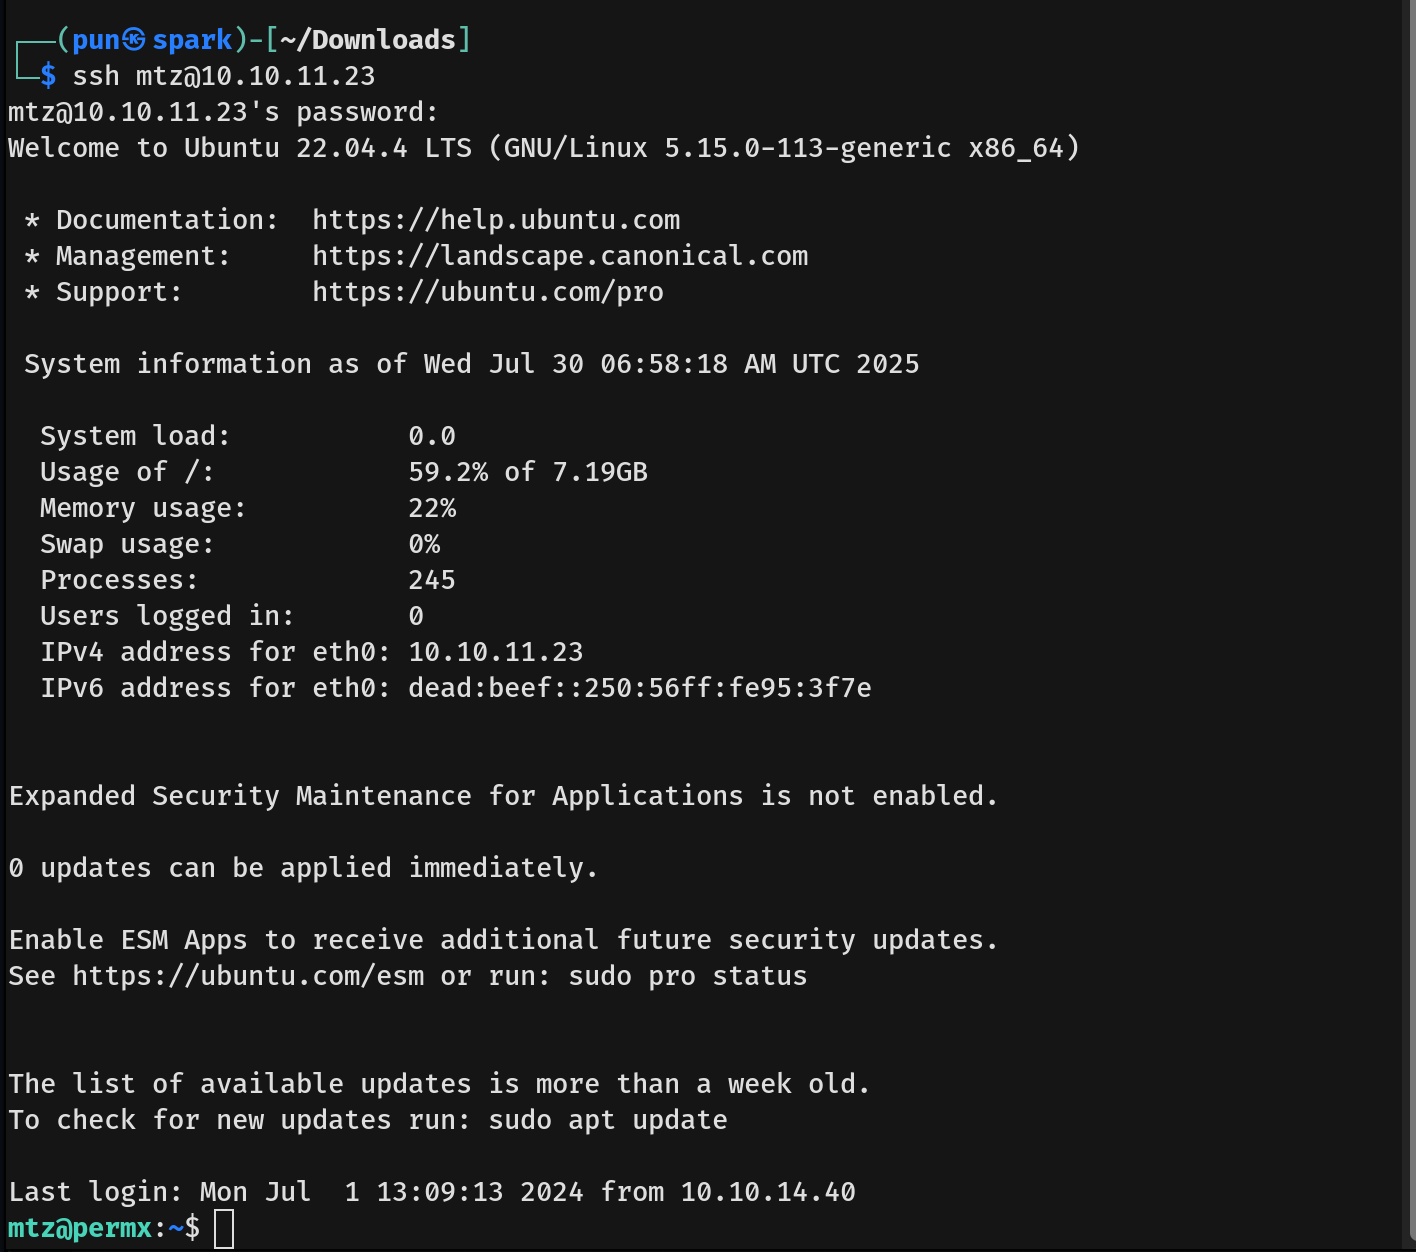 ┌──(pun㉿spark)-[~/Downloads]
└─$ ssh mtz@10.10.11.23
mtz@10.10.11.23's password:
Welcome to Ubuntu 22.04.4 LTS (GNU/Linux 5.15.0-113-generic x86_64)
* Documentation:  https://help.ubuntu.com
* Management:     https://landscape.canonical.com
* Support:        https://ubuntu.com/pro
System information as of Wed Jul 30 06:58:18 AM UTC 2025
System load:           0.0
Usage of /:            59.2% of 7.19GB
Memory usage:          22%
Swap usage:            0%
Processes:             245
Users logged in:       0
IPv4 address for eth0: 10.10.11.23
IPv6 address for eth0: dead:beef::250:56ff:fe95:3f7e
Expanded Security Maintenance for Applications is not enabled.
0 updates can be applied immediately.
Enable ESM Apps to receive additional future security updates.
See https://ubuntu.com/esm or run: sudo pro status
The list of available updates is more than a week old.
To check for new updates run: sudo apt update
Last login: Mon Jul  1 13:09:13 2024 from 10.10.14.40
mtz@permx:~$